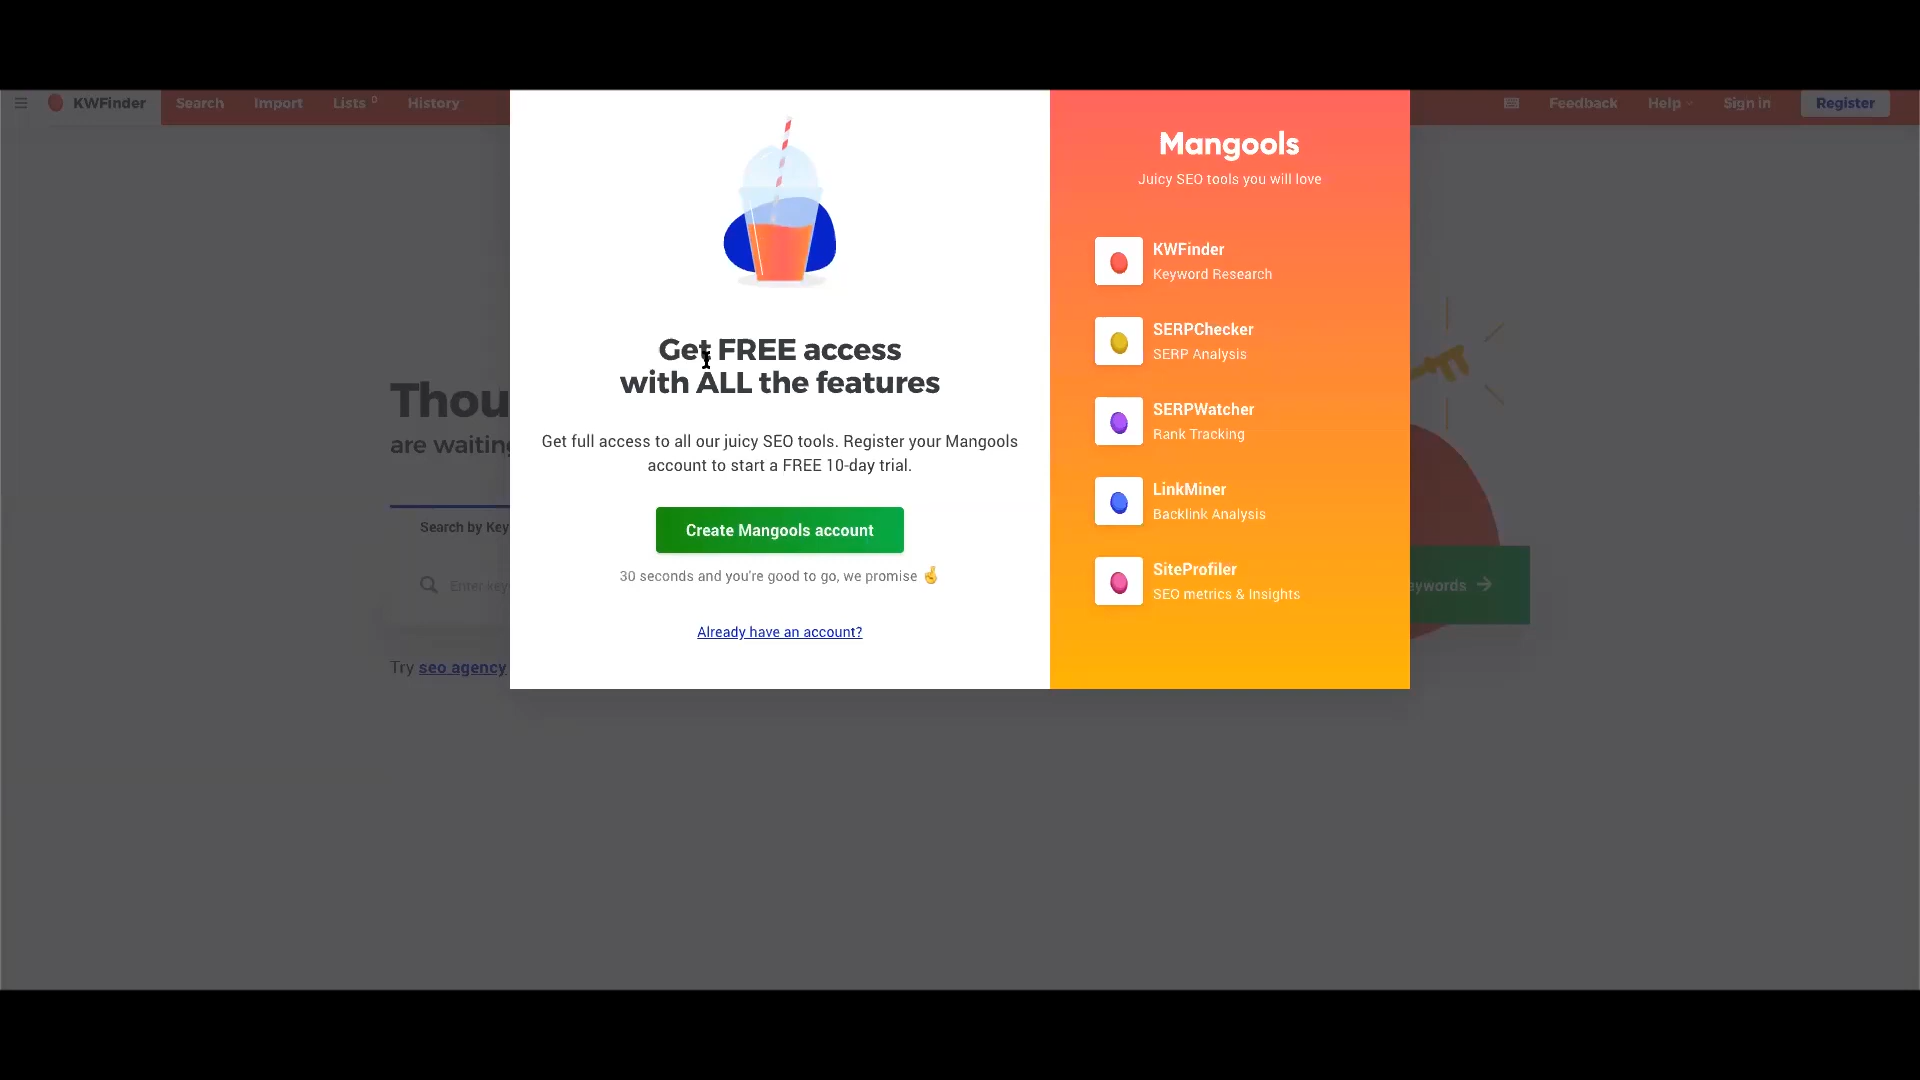 KWFinder Search Import Lists 0 History Feedback Help Sign in Register
Get FREE access
with ALL the features
Get full access to all our juicy SEO tools. Register your Mangools
account to start a FREE 10-day trial.
Create Mangools account
30 seconds and you're good to go, we promise 🤞
Already have an account?
Mangools
Juicy SEO tools you will love
KWFinder
Keyword Research
SERPChecker
SERP Analysis
SERPWatcher
Rank Tracking
LinkMiner
Backlink Analysis
SiteProfiler
SEO metrics & Insights
Thou
are waiting
Search by Key
Enter key
eywords
Try seo agency